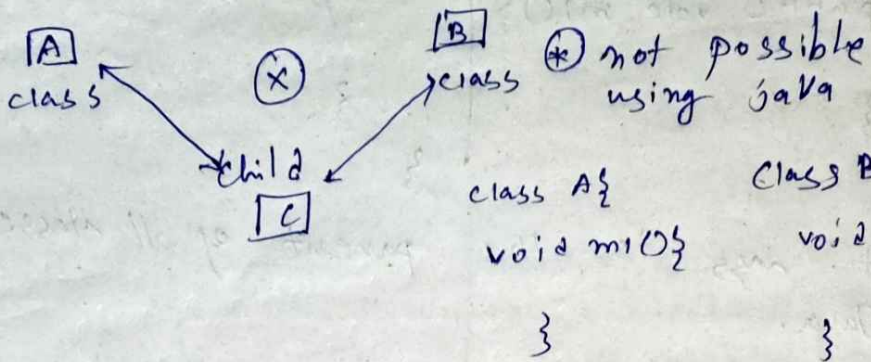 A
class
x
B
class
* not possible
using java
child
C
class A{
void m1(){
}
Class B
void
}